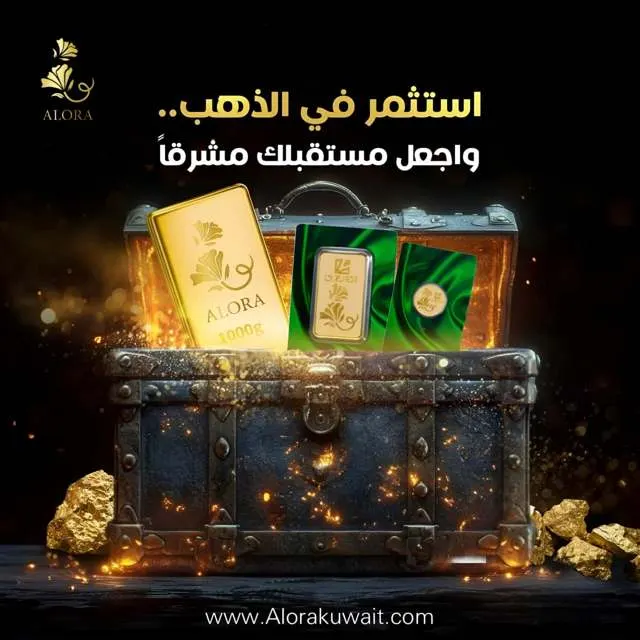 ALORA
استثمر في الذهب..
واجعل مستقبلك مشرقاً
ALORA
1000g
www.Alorakuwait.com